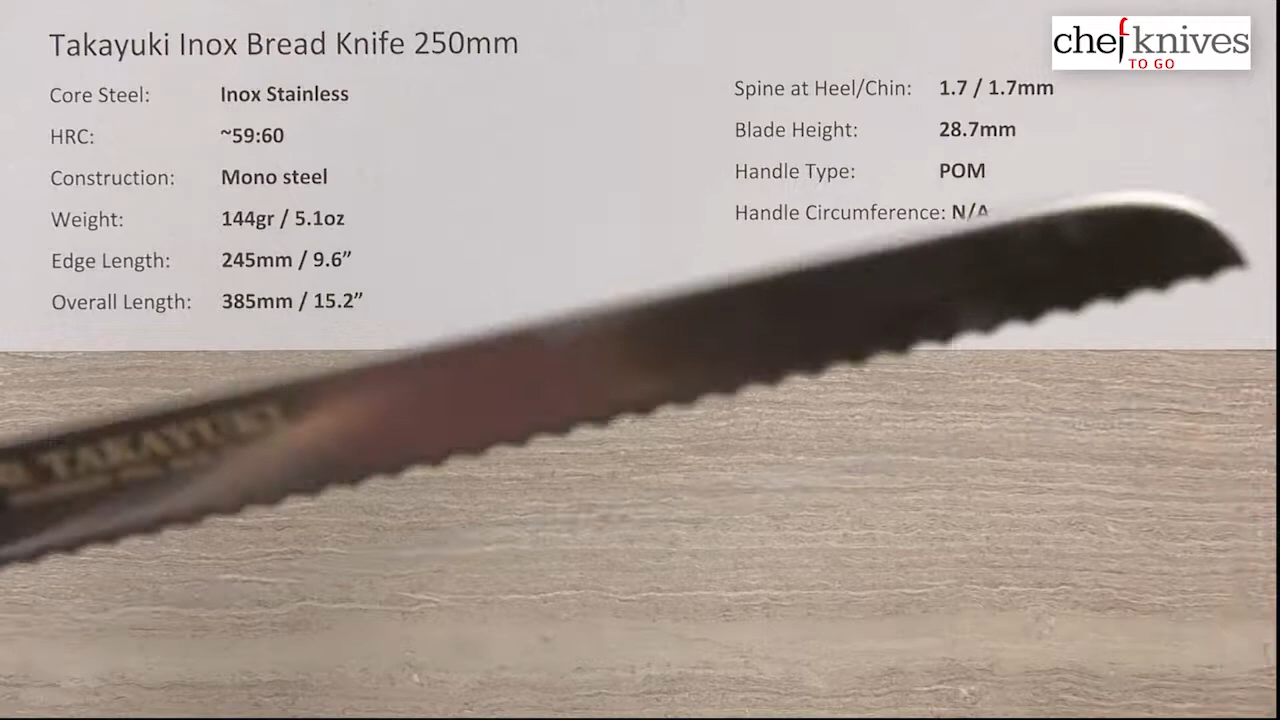 Takayuki Inox Bread Knife 250mm
Core Steel: Inox Stainless
HRC: ~59:60
Construction: Mono steel
Weight: 144gr / 5.1oz
Edge Length: 245mm / 9.6”
Overall Length: 385mm / 15.2”
Spine at Heel/Chin: 1.7 / 1.7mm
Blade Height: 28.7mm
Handle Type: POM
Handle Circumference: N/A
chefknives
TO GO
TAKAYUKI